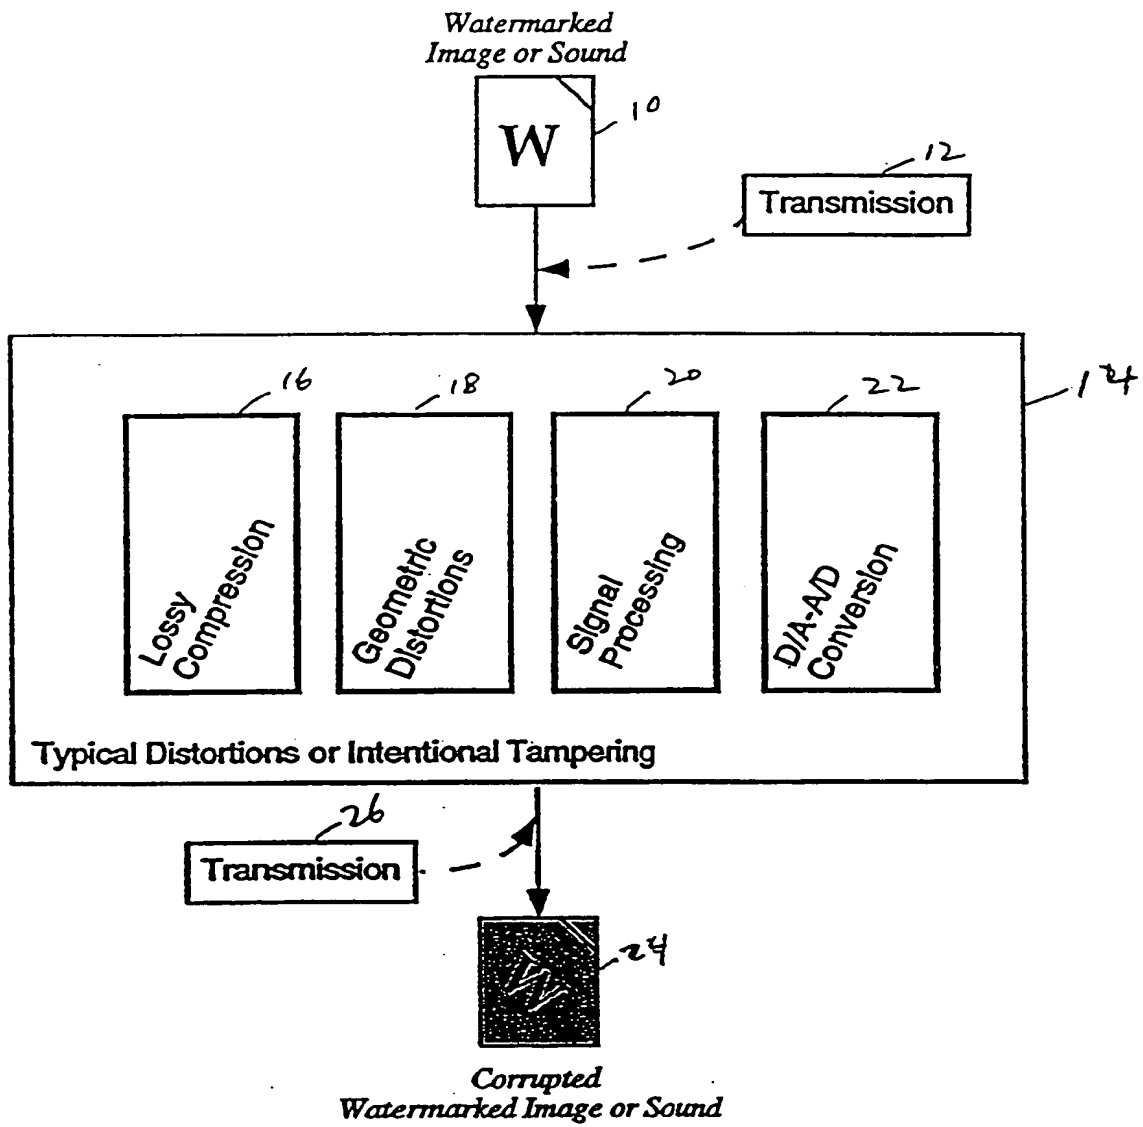 Watermarked
Image or Sound
W
10
12
Transmission
16
18
20
22
14
Lossy
Compression
Geometric
Distortions
Signal
Processing
D/A-A/D
Conversion
Typical Distortions or Intentional Tampering
26
Transmission
W
24
Corrupted
Watermarked Image or Sound